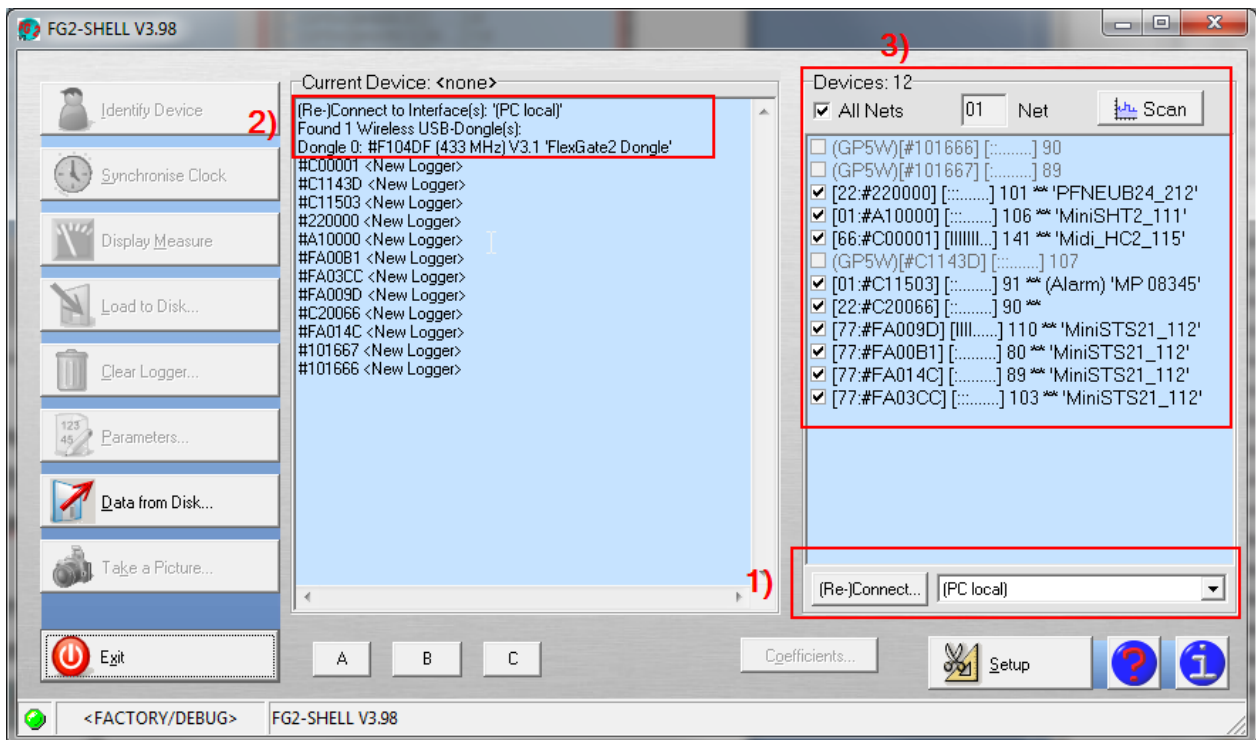 FG2-SHELL V3.98
3)
Identify Device
Synchronise Clock
Display Measure
Load to Disk...
Clear Logger...
Parameters...
Data from Disk...
Take a Picture...
Exit
2)
Current Device: <none>
(Re-)Connect to Interface(s): '(PC local)'
Found 1 Wireless USB-Dongle(s):
Dongle 0: #F104DF (433 MHz) V3.1 'FlexGate2 Dongle'
#C00001 <New Logger>
#C1143D <New Logger>
#C11503 <New Logger>
#220000 <New Logger>
#A10000 <New Logger>
#FA00B1 <New Logger>
#FA03CC <New Logger>
#FA009D <New Logger>
#C20066 <New Logger>
#FA014C <New Logger>
#101667 <New Logger>
#101666 <New Logger>
Devices: 12
All Nets 01 Net Scan
(GP5W)[#101666] [::........] 90
(GP5W)[#101667] [::........] 89
[22:#220000] [:::.......] 101 ** 'PFNEUB24_212'
[01:#A10000] [:::.......] 106 ** 'MiniSHT2_111'
[66:#C00001] [|||||||...] 141 ** 'Midi_HC2_115'
(GP5W)[#C1143D] [:::.......] 107
[01:#C11503] [::........] 91 ** (Alarm) 'MP 08345'
[22:#C20066] [::........] 90 **
[77:#FA009D] [||||......] 110 ** 'MiniSTS21_112'
[77:#FA00B1] [:.........] 80 ** 'MiniSTS21_112'
[77:#FA014C] [:.........] 89 ** 'MiniSTS21_112'
[77:#FA03CC] [:::.......] 103 ** 'MiniSTS21_112'
1)
(Re-)Connect... (PC local)
A B C
Coefficients...
Setup
<FACTORY/DEBUG> FG2-SHELL V3.98